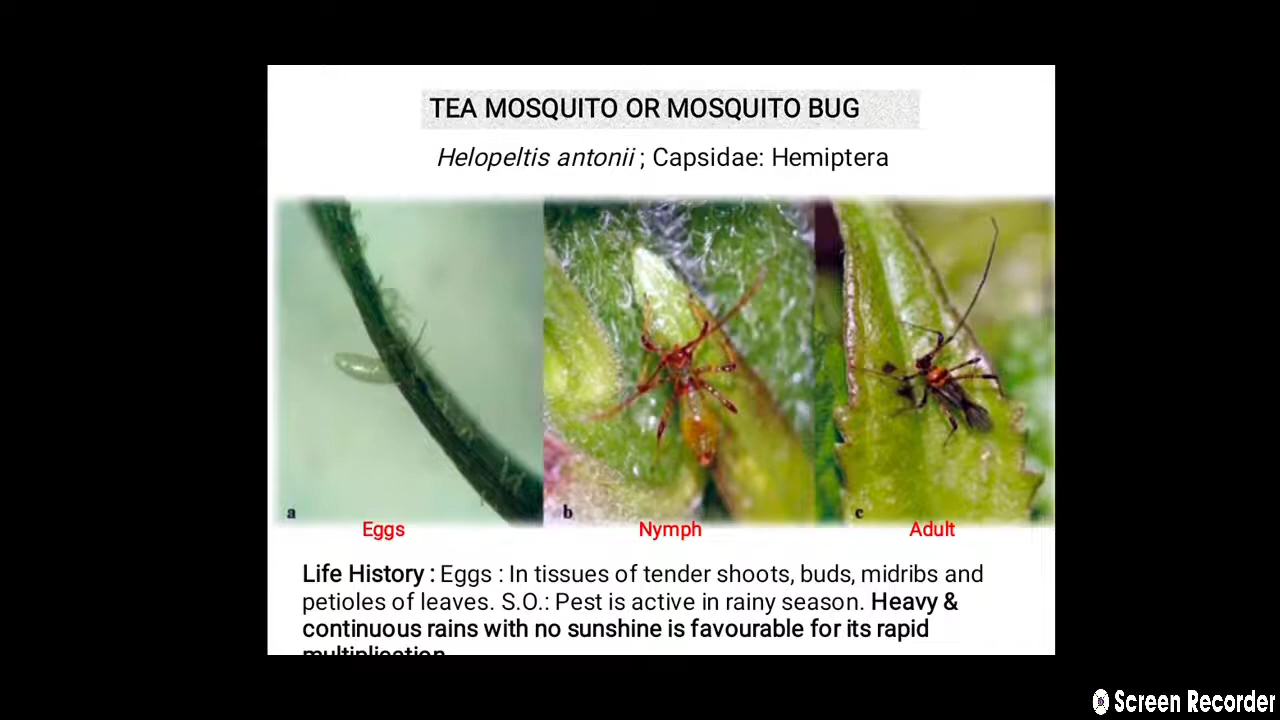 TEA MOSQUITO OR MOSQUITO BUG
Helopeltis antonii ; Capsidae: Hemiptera
a
b
c
Eggs
Nymph
Adult
Life History : Eggs : In tissues of tender shoots, buds, midribs and
petioles of leaves. S.O.: Pest is active in rainy season. Heavy &
continuous rains with no sunshine is favourable for its rapid
multiplication
Screen Recorder